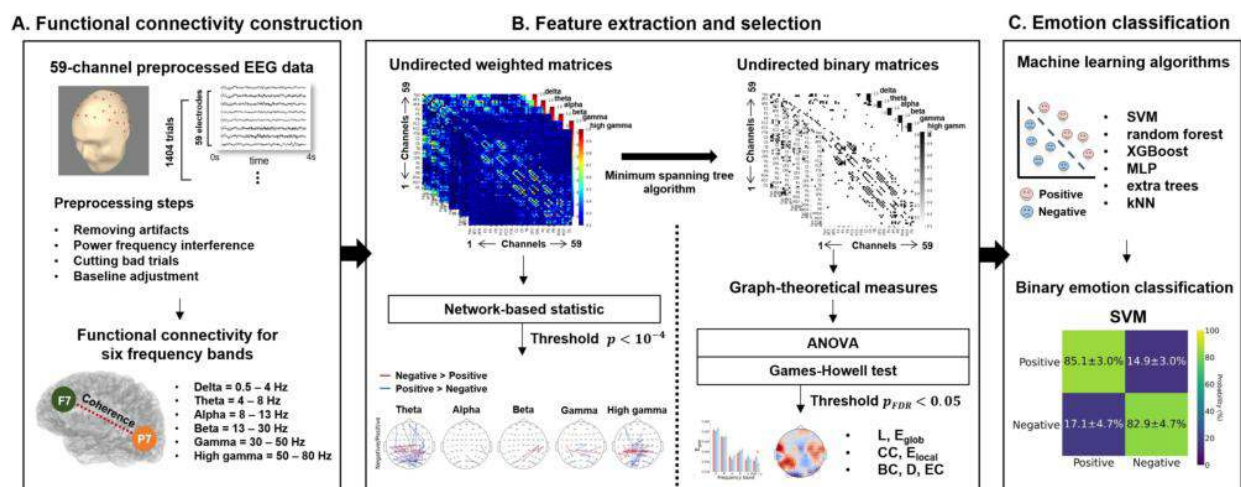 A. Functional connectivity construction
59-channel preprocessed EEG data
1404 trials
59 electrodes
0s
time
4s
Preprocessing steps
• Removing artifacts
• Power frequency interference
• Cutting bad trials
• Baseline adjustment
Functional connectivity for
six frequency bands
F7
Coherence
P7
• Delta = 0.5 – 4 Hz
• Theta = 4 – 8 Hz
• Alpha = 8 – 13 Hz
• Beta = 13 – 30 Hz
• Gamma = 30 – 50 Hz
• High gamma = 50 – 80 Hz
B. Feature extraction and selection
Undirected weighted matrices
delta
theta
alpha
beta
gamma
high gamma
1 ← Channels → 59
1 ← Channels → 59
Minimum spanning tree
algorithm
Undirected binary matrices
delta
theta
alpha
beta
gamma
high gamm
1 ← Channels → 59
1 ← Channels → 59
Network-based statistic
Threshold p < 10⁻⁴
Negative > Positive
Positive > Negative
Theta
Alpha
Beta
Gamma
High gamma
Negative/Positive
Graph-theoretical measures
ANOVA
Games-Howell test
Threshold p_FDR < 0.05
Frequency band
• L, E_glob
• CC, E_local
• BC, D, EC
C. Emotion classification
Machine learning algorithms
• SVM
• random forest
• XGBoost
• MLP
• extra trees
• kNN
Positive
Negative
Binary emotion classification
SVM
Positive
85.1±3.0%
14.9±3.0%
Negative
17.1±4.7%
82.9±4.7%
Positive
Negative
100
80
60
40
20
0
Probability (%)